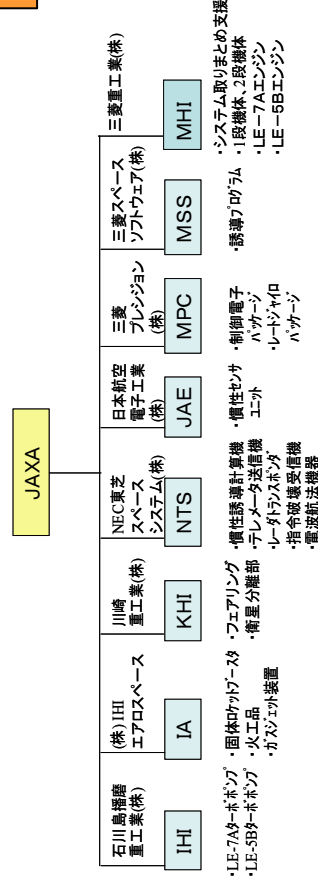 JAXA
石川島播磨
重工業(株)
IHI
・LE-7Aターボポンプ
・LE-5Bターボポンプ
(株)IHI
エアロスペース
IA
・固体ロケットブースタ
・火工品
・ガスジェット装置
川崎
重工業(株)
KHI
・フェアリング
・衛星分離部
NEC東芝
スペース
システム(株)
NTS
・慣性誘導計算機
・テレメータ送信機
・レーダトランスポンダ
・指令破壊受信機
・電波航法機器
日本航空
電子工業
(株)
JAE
・慣性センサ
ユニット
三菱
プレシジョン
(株)
MPC
・制御電子
パッケージ
・レートジャイロ
パッケージ
三菱スペース
ソフトウェア(株)
MSS
・誘導プログラム
三菱重工業(株)
MHI
・システム取りまとめ支援
・1段機体、2段機体
・LE－7Aエンジン
・LE－5Bエンジン